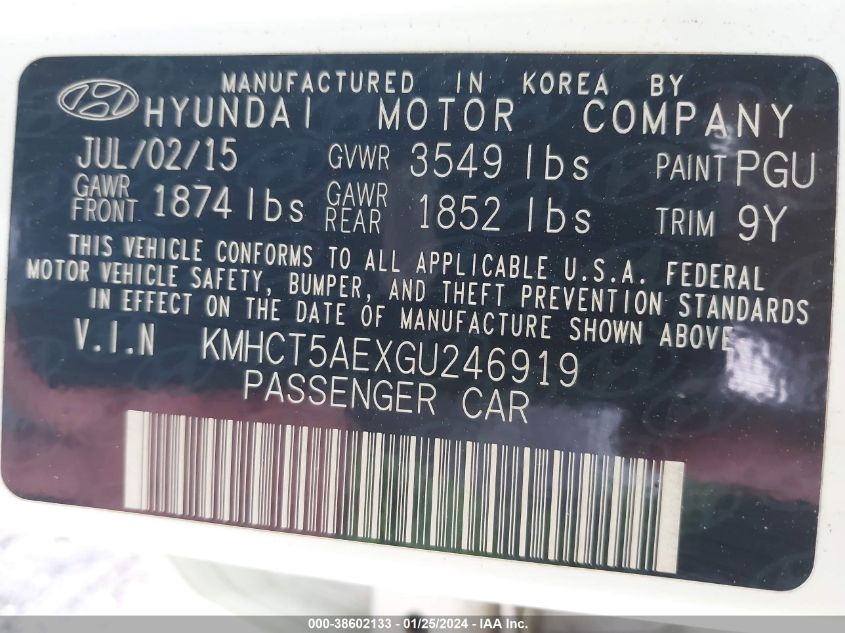 MANUFACTURED IN KOREA BY
HYUNDAI MOTOR COMPANY
JUL/02/15 GVWR 3549 lbs PAINT PGU
GAWR FRONT 1874 lbs GAWR REAR 1852 lbs TRIM 9Y
THIS VEHICLE CONFORMS TO ALL APPLICABLE U.S.A. FEDERAL
MOTOR VEHICLE SAFETY, BUMPER, AND THEFT PREVENTION STANDARDS
IN EFFECT ON THE DATE OF MANUFACTURE SHOWN ABOVE
V.I.N KMHCT5AEXGU246919
PASSENGER CAR
000-38602133 - 01/25/2024 - IAA Inc.